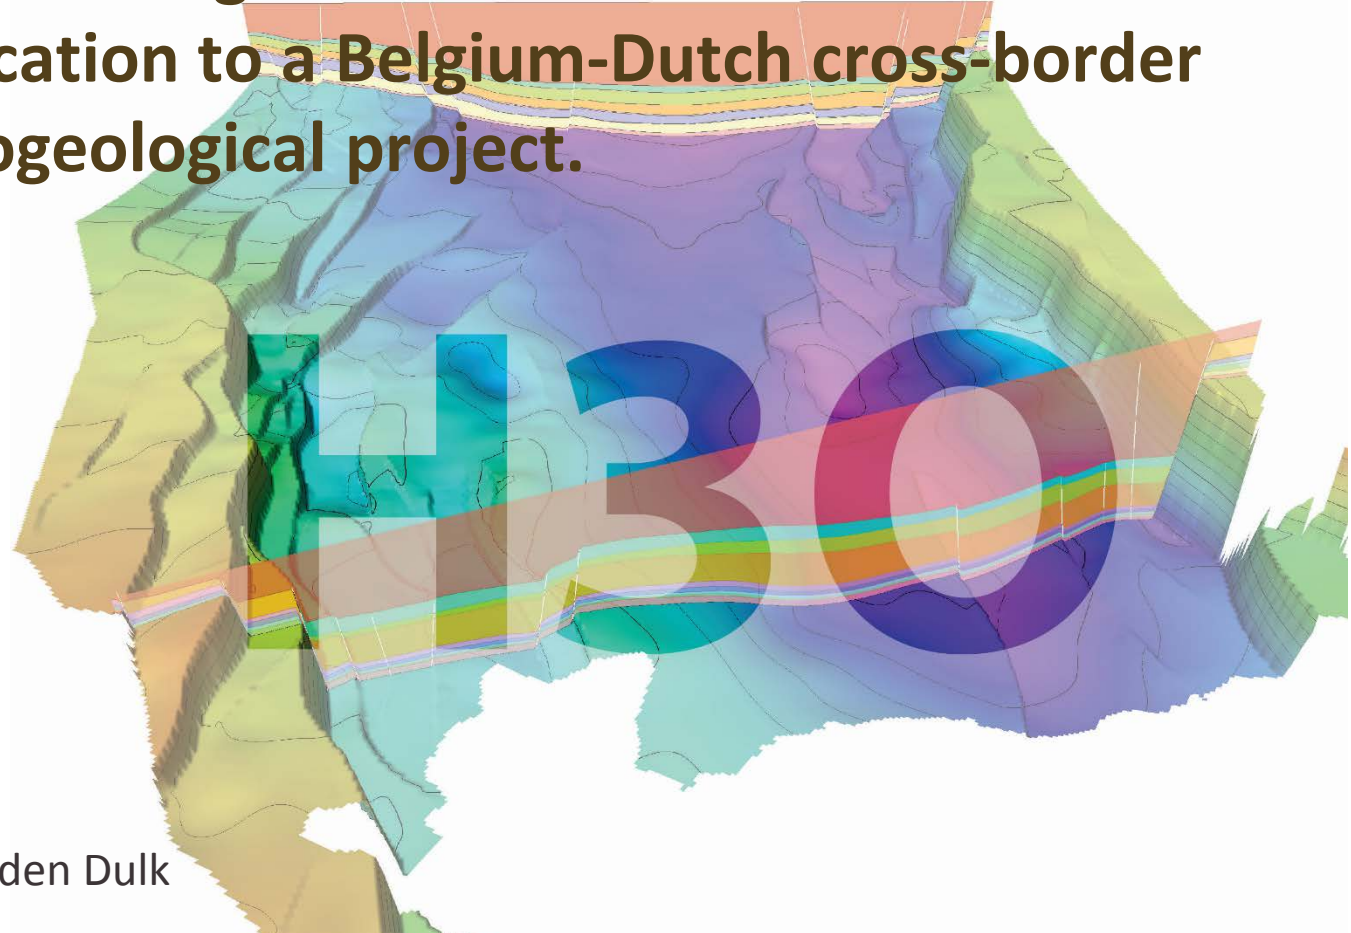 cation to a Belgium-Dutch cross-border
ogeological project.
H3O
den Dulk